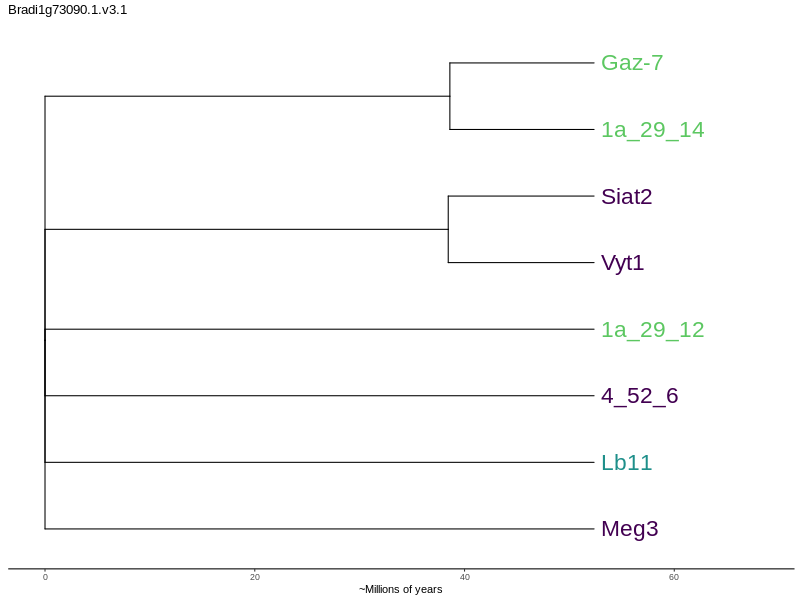 Bradi1g73090.1.v3.1
Gaz-7
1a_29_14
Siat2
Vyt1
1a_29_12
4_52_6
Lb11
Meg3
0 20 40 60
~Millions of years